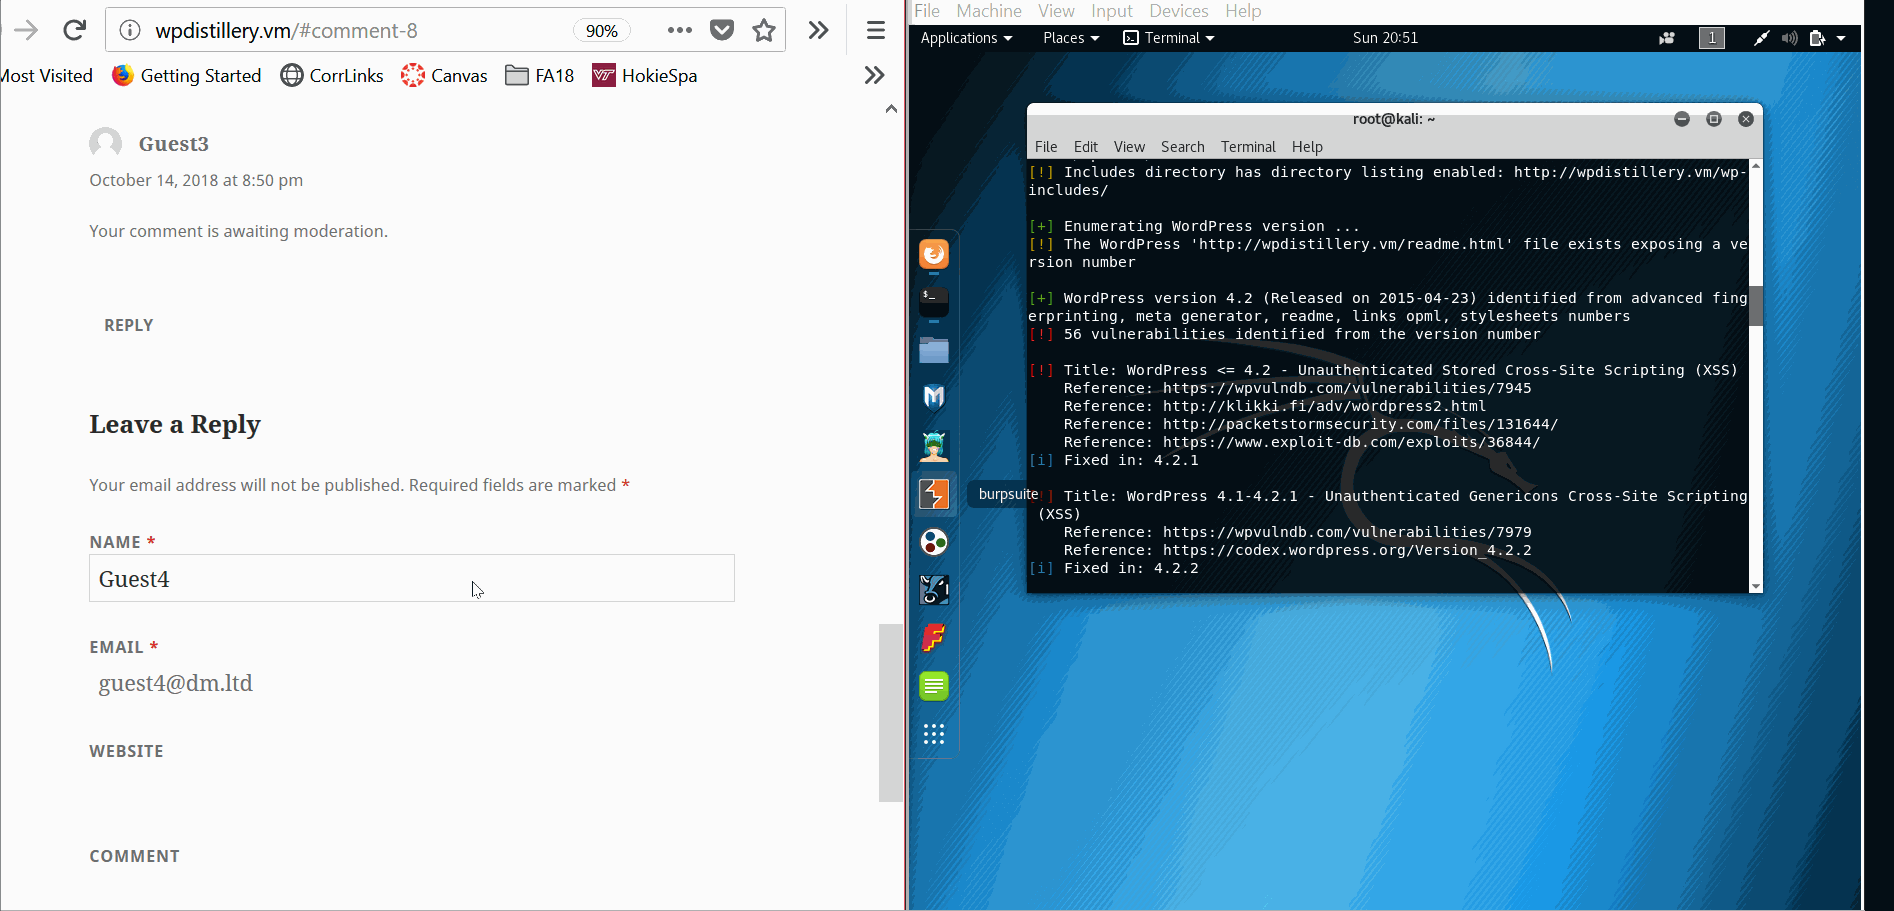 wpdistillery.vm/#comment-8
90%
Most Visited
Getting Started
CorrLinks
Canvas
FA18
HokieSpa
Guest3
October 14, 2018 at 8:50 pm
Your comment is awaiting moderation.
REPLY
Leave a Reply
Your email address will not be published. Required fields are marked *
NAME *
Guest4
EMAIL *
guest4@dm.ltd
WEBSITE
COMMENT
File Machine View Input Devices Help
Applications Places Terminal Sun 20:51 1
root@kali: ~
File Edit View Search Terminal Help
[!] Includes directory has directory listing enabled: http://wpdistillery.vm/wp-
includes/
[+] Enumerating WordPress version ...
[!] The WordPress 'http://wpdistillery.vm/readme.html' file exists exposing a ve
rsion number
[+] WordPress version 4.2 (Released on 2015-04-23) identified from advanced fing
erprinting, meta generator, readme, links opml, stylesheets numbers
[!] 56 vulnerabilities identified from the version number
[!] Title: WordPress <= 4.2 - Unauthenticated Stored Cross-Site Scripting (XSS)
Reference: https://wpvulndb.com/vulnerabilities/7945
Reference: http://klikki.fi/adv/wordpress2.html
Reference: http://packetstormsecurity.com/files/131644/
Reference: https://www.exploit-db.com/exploits/36844/
[i] Fixed in: 4.2.1
burpsuite
[!] Title: WordPress 4.1-4.2.1 - Unauthenticated Genericons Cross-Site Scripting
(XSS)
Reference: https://wpvulndb.com/vulnerabilities/7979
Reference: https://codex.wordpress.org/Version_4.2.2
[i] Fixed in: 4.2.2